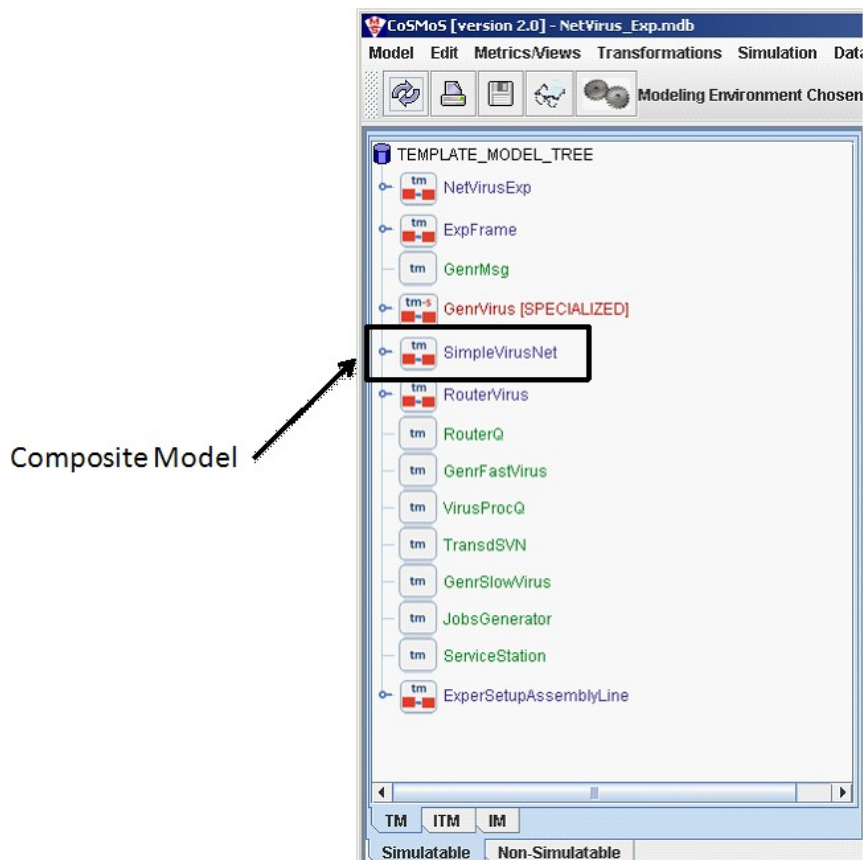 CoSMoS [version 2.0] - NetVirus_Exp.mdb
Model Edit Metrics/Views Transformations Simulation Data
Modeling Environment Chosen
TEMPLATE_MODEL_TREE
tm NetVirusExp
tm ExpFrame
tm GenrMsg
tm-s GenrVirus [SPECIALIZED]
tm SimpleVirusNet
tm RouterVirus
Composite Model
tm RouterQ
tm GenrFastVirus
tm VirusProcQ
tm TransdSVN
tm GenrSlowVirus
tm JobsGenerator
tm ServiceStation
tm ExperSetupAssemblyLine
TM ITM IM
Simulatable Non-Simulatable